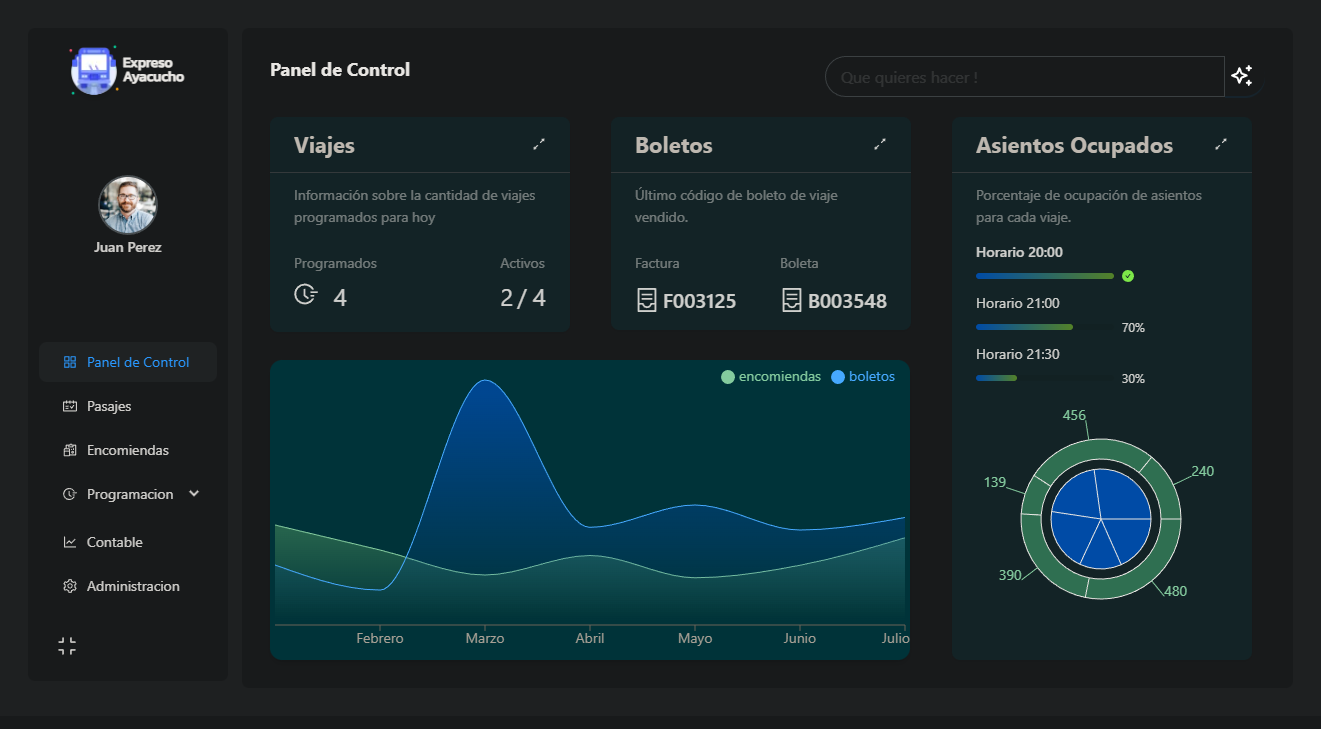 Expreso
Ayacucho
Juan Perez
Panel de Control
Pasajes
Encomiendas
Programacion
Contable
Administracion
Panel de Control
Que quieres hacer !
Viajes
Información sobre la cantidad de viajes
programados para hoy
Programados
Activos
4
2 / 4
Boletos
Último código de boleto de viaje
vendido.
Factura
Boleta
F003125
B003548
encomiendas
boletos
Febrero
Marzo
Abril
Mayo
Junio
Julio
Asientos Ocupados
Porcentaje de ocupación de asientos
para cada viaje.
Horario 20:00
Horario 21:00
70%
Horario 21:30
30%
456
240
139
390
480